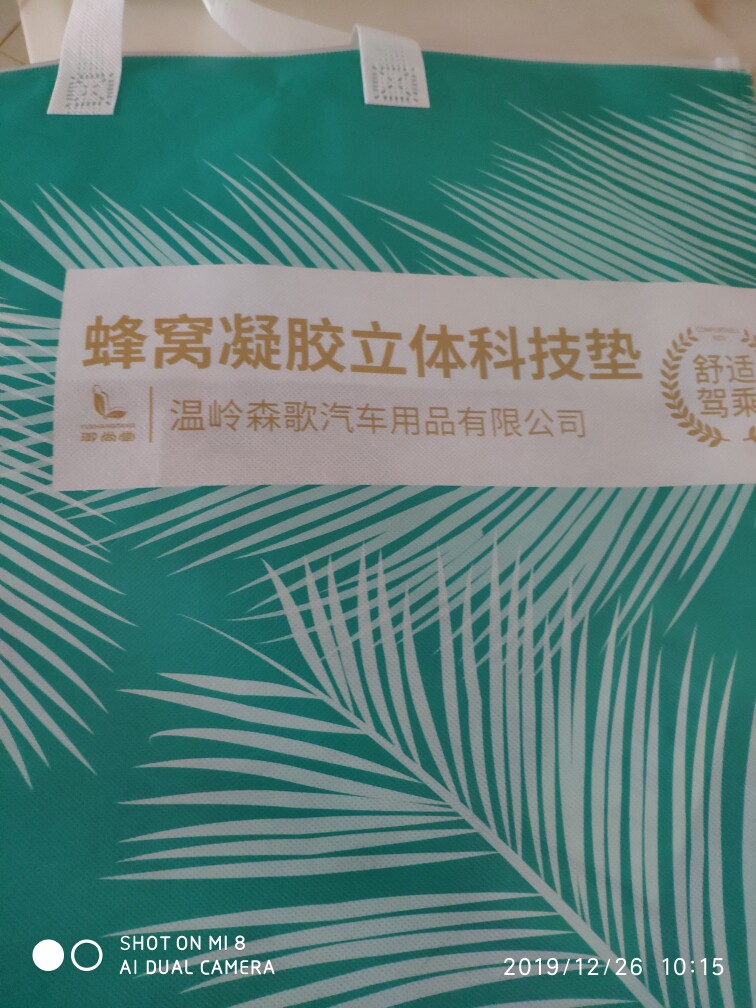 蜂窝凝胶立体科技垫
舒适
驾乘
温岭森歌汽车用品有限公司
SHOT ON MI 8
AI DUAL CAMERA
2019/12/26 10:15